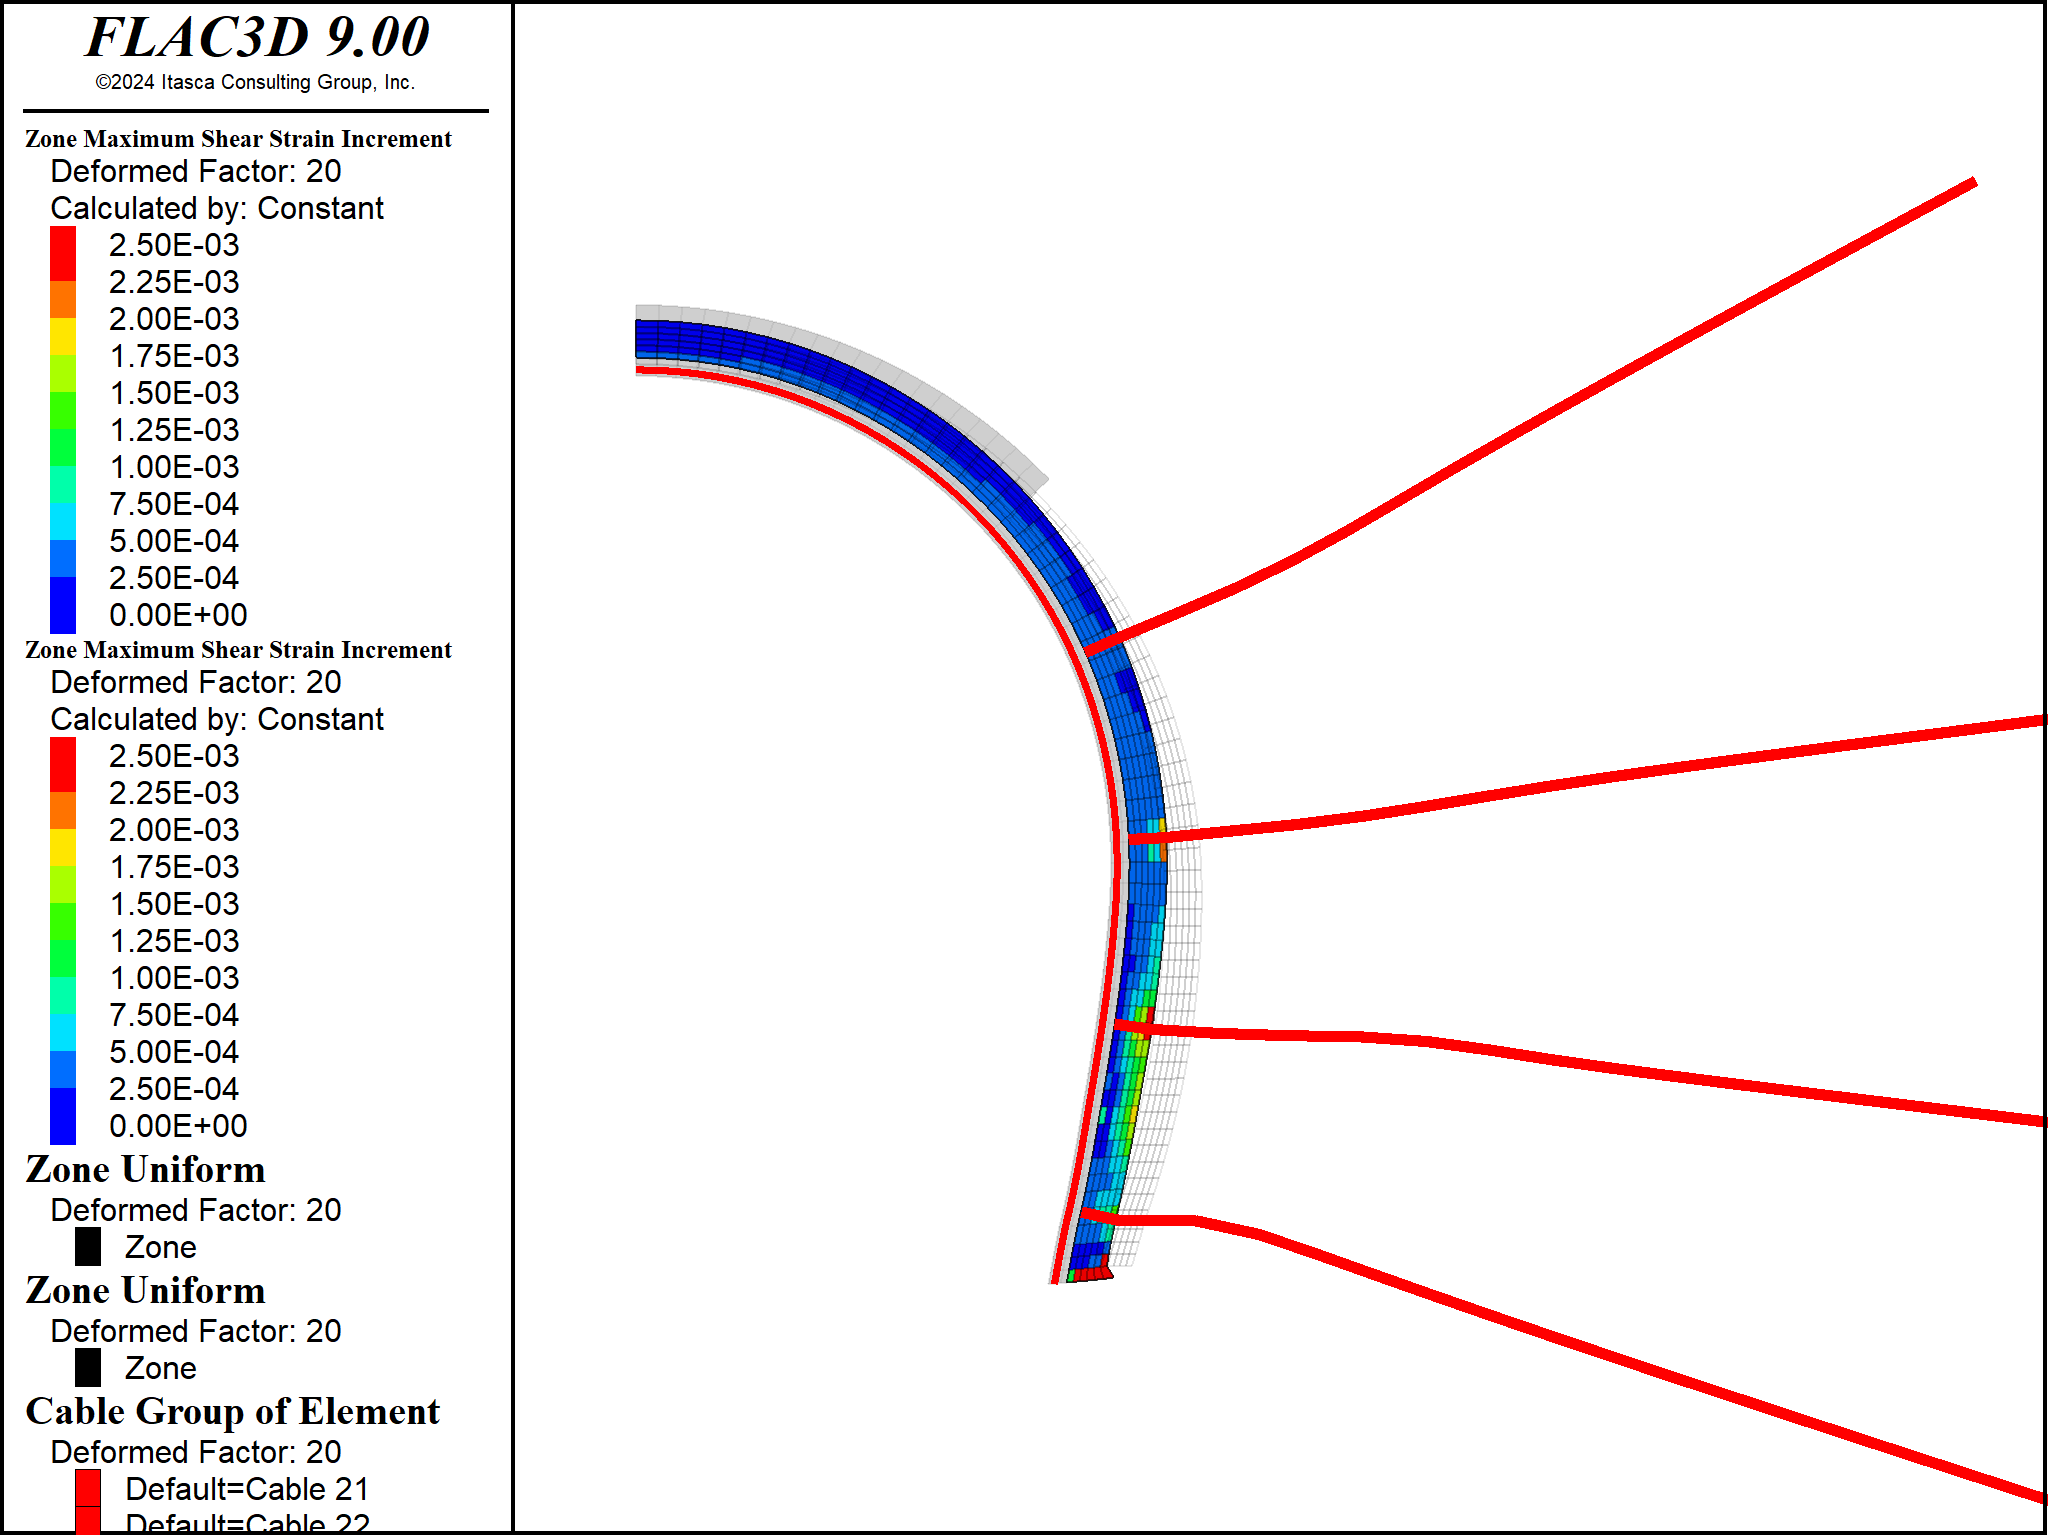 FLAC3D 9.00
©2024 Itasca Consulting Group, Inc.
Zone Maximum Shear Strain Increment
Deformed Factor: 20
Calculated by: Constant
2.50E-03
2.25E-03
2.00E-03
1.75E-03
1.50E-03
1.25E-03
1.00E-03
7.50E-04
5.00E-04
2.50E-04
0.00E+00
Zone Maximum Shear Strain Increment
Deformed Factor: 20
Calculated by: Constant
2.50E-03
2.25E-03
2.00E-03
1.75E-03
1.50E-03
1.25E-03
1.00E-03
7.50E-04
5.00E-04
2.50E-04
0.00E+00
Zone Uniform
Deformed Factor: 20
Zone
Zone Uniform
Deformed Factor: 20
Zone
Cable Group of Element
Deformed Factor: 20
Default=Cable 21
Default=Cable 22